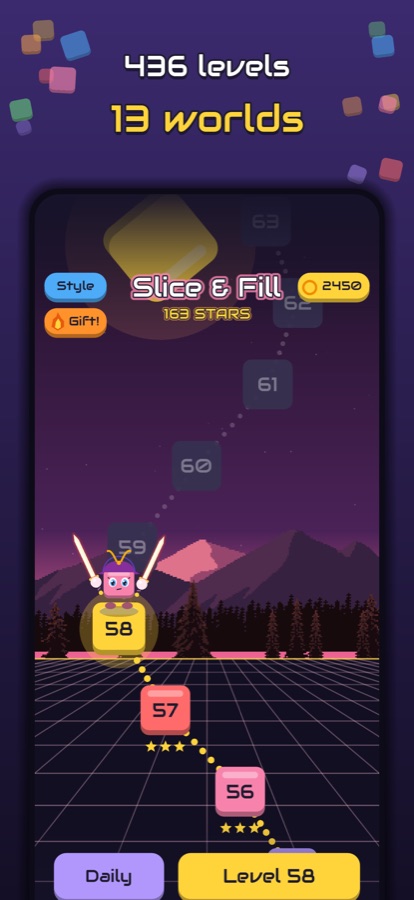 436 levels
13 worlds
63
Style
Slice & Fill
2450
62
Gift!
163 STARS
61
60
59
58
57
56
Daily
Level 58